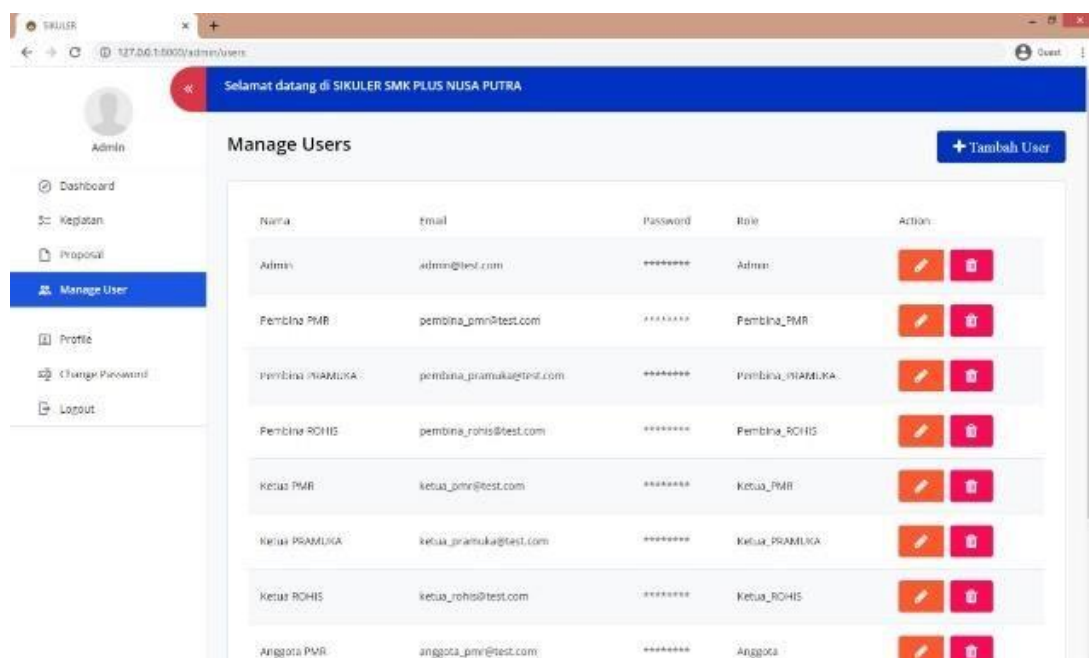 SIKULER
127.0.0.1:8000/admin/users
Guest
Selamat datang di SIKULER SMK PLUS NUSA PUTRA
Admin
Manage Users
+ Tambah User
Dashboard
Kegiatan
Proposal
Manage User
Profile
Change Password
Logout
Nama Email Password Role Action
Admin admin@test.com ******** Admin
Pembina PMR pembina_pmr@test.com ******** Pembina_PMR
Pembina PRAMUKA pembina_pramuka@test.com ******** Pembina_PRAMUKA
Pembina ROHIS pembina_rohis@test.com ******** Pembina_ROHIS
Ketua PMR ketua_pmr@test.com ******** Ketua_PMR
Ketua PRAMUKA ketua_pramuka@test.com ******** Ketua_PRAMUKA
Ketua ROHIS ketua_rohis@test.com ******** Ketua_ROHIS
Anggota PMR anggota_pmr@test.com ******** Anggota